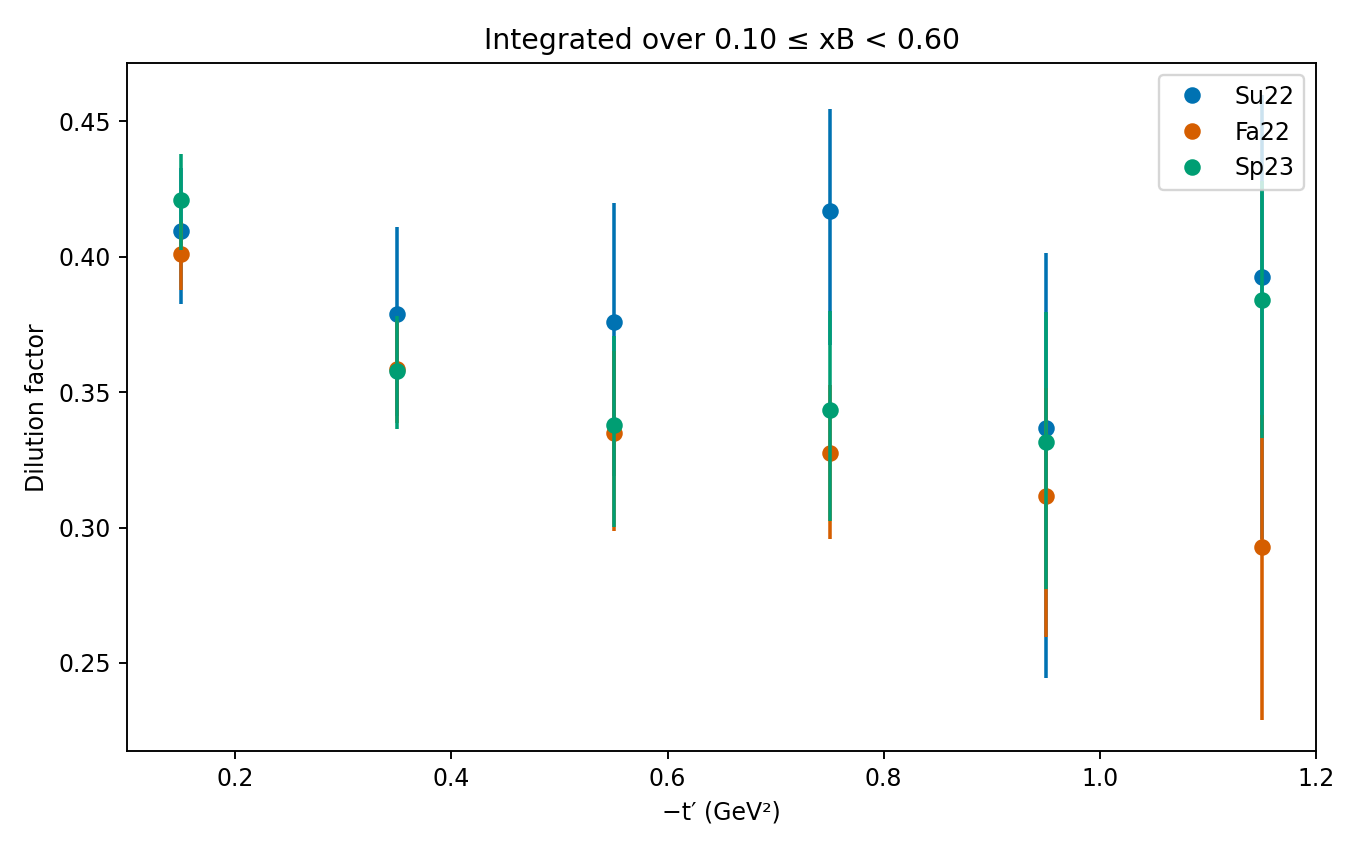 Integrated over 0.10 ≤ xB < 0.60
Su22
Fa22
Sp23
0.45
0.40
0.35
0.30
0.25
Dilution factor
0.2
0.4
0.6
0.8
1.0
1.2
−t′ (GeV²)